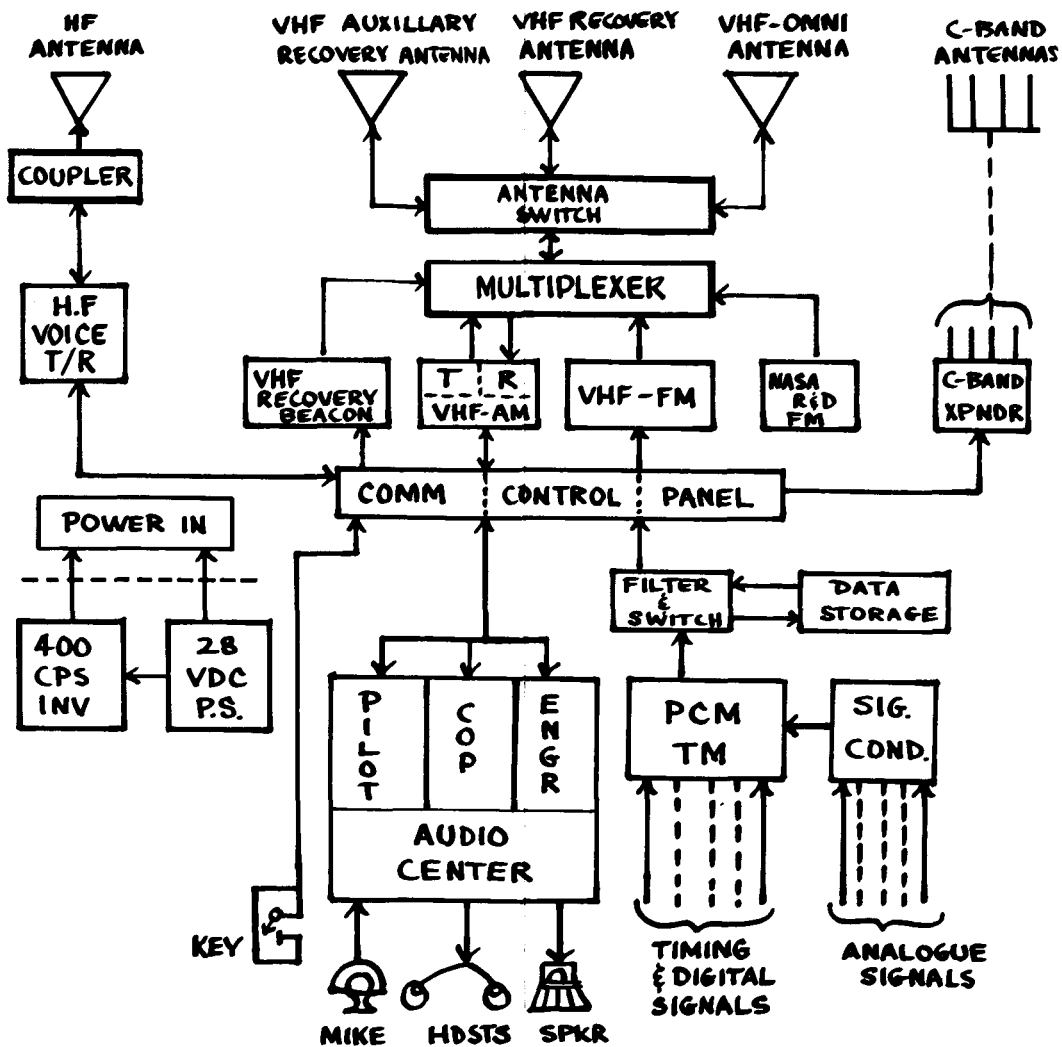 HF
ANTENNA
VHF AUXILLARY
RECOVERY ANTENNA
VHF RECOVERY
ANTENNA
VHF-OMNI
ANTENNA
C-BAND
ANTENNAS
COUPLER
ANTENNA
SWITCH
MULTIPLEXER
H.F
VOICE
T/R
VHF
RECOVERY
BEACON
T R
VHF-AM
VHF-FM
NASA
R&D
FM
C-BAND
XPNDR
COMM CONTROL PANEL
POWER IN
400
CPS
INV
28
VDC
P.S.
FILTER
&
SWITCH
DATA
STORAGE
PILOT
COP
ENGR
AUDIO
CENTER
PCM
TM
SIG.
COND.
KEY
MIKE
HDSTS
SPKR
TIMING
& DIGITAL
SIGNALS
ANALOGUE
SIGNALS